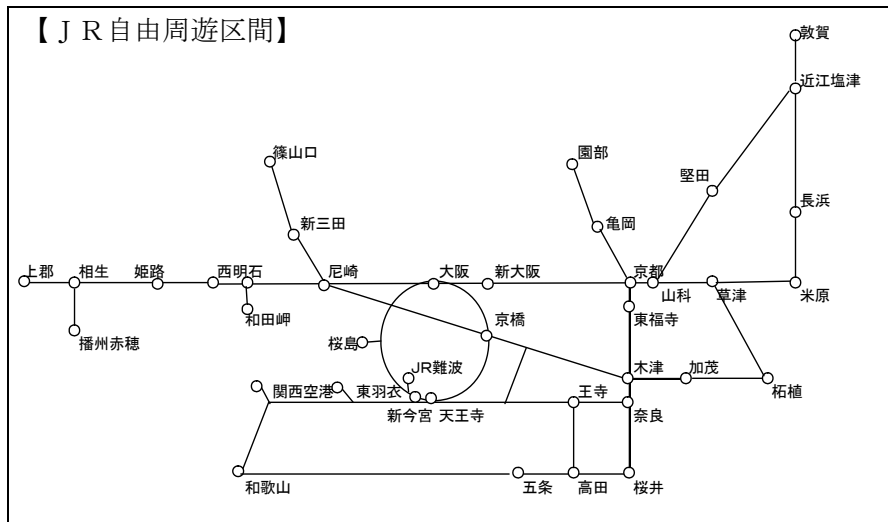 【ＪＲ自由周遊区間】
敦賀
近江塩津
篠山口
園部
堅田
新三田
亀岡
長浜
上郡
相生
姫路
西明石
尼崎
大阪
新大阪
京都
山科
草津
米原
和田岬
京橋
東福寺
播州赤穂
桜島
JR難波
木津
加茂
柘植
関西空港
東羽衣
新今宮
天王寺
王寺
奈良
和歌山
五条
高田
桜井